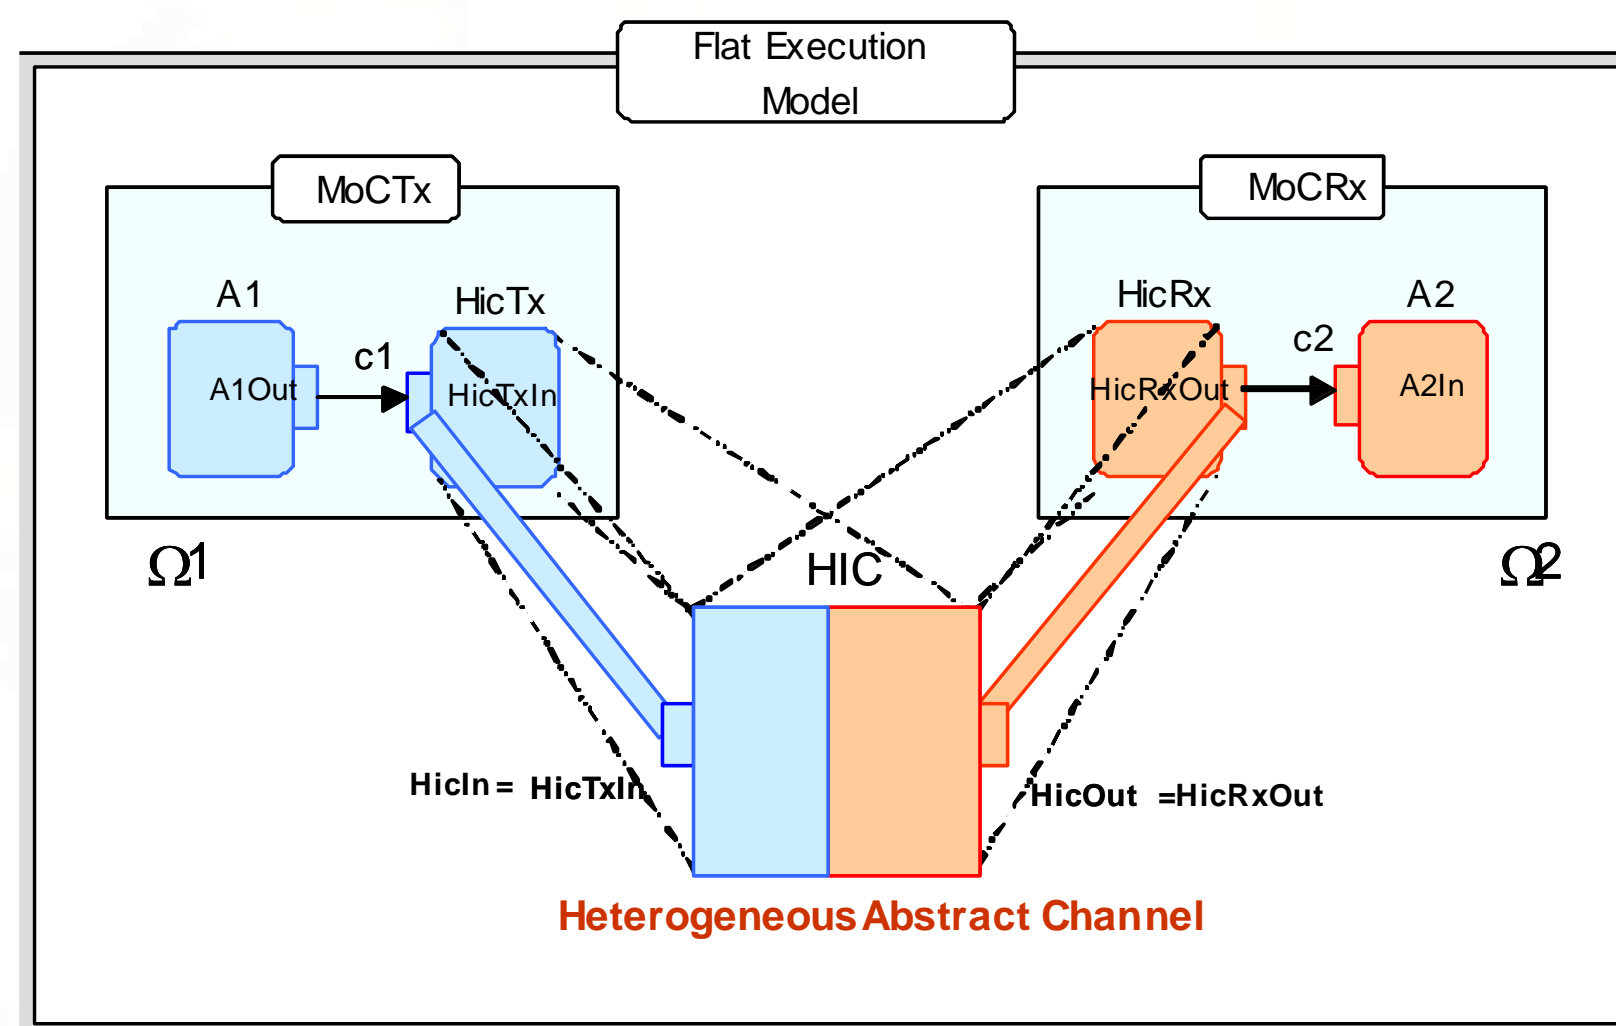 Flat Execution
Model
MoCTx
MoCRx
A1
HicTx
HicRx
A2
c1
c2
A1Out
HicTxIn
HicRxOut
A2In
Ω1
HIC
Ω2
HicIn = HicTxIn
HicOut =HicRxOut
Heterogeneous Abstract Channel